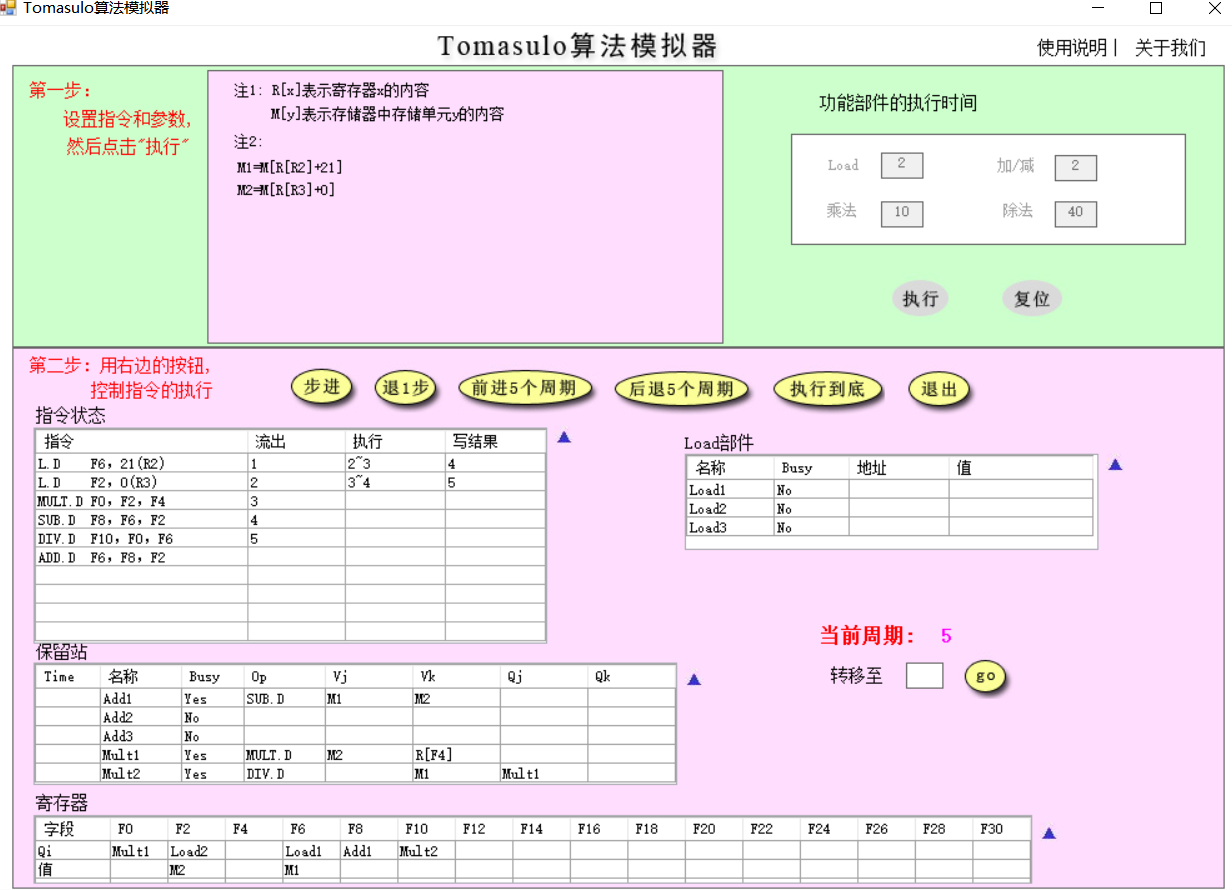 Tomasulo算法模拟器
Tomasulo算法模拟器
使用说明| 关于我们
第一步:
设置指令和参数,
然后点击"执行"
注1: R[x]表示寄存器x的内容
M[y]表示存储器中存储单元y的内容
注2:
M1=M[R[R2]+21]
M2=M[R[R3]+0]
功能部件的执行时间
Load 2 加/减 2
乘法 10 除法 40
执行 复位
第二步: 用右边的按钮,
控制指令的执行
步进 退1步 前进5个周期 后退5个周期 执行到底 退出
指令状态
指令 流出 执行 写结果
L.D F6, 21(R2) 1 2~3 4
L.D F2, 0(R3) 2 3~4 5
MULT.D F0, F2, F4 3
SUB.D F8, F6, F2 4
DIV.D F10, F0, F6 5
ADD.D F6, F8, F2
Load部件
名称 Busy 地址 值
Load1 No
Load2 No
Load3 No
当前周期: 5
转移至 go
保留站
Time 名称 Busy Op Vj Vk Qj Qk
Add1 Yes SUB.D M1 M2
Add2 No
Add3 No
Mult1 Yes MULT.D M2 R[F4]
Mult2 Yes DIV.D M1 Mult1
寄存器
字段 F0 F2 F4 F6 F8 F10 F12 F14 F16 F18 F20 F22 F24 F26 F28 F30
Qi Mult1 Load2 Load1 Add1 Mult2
值 M2 M1